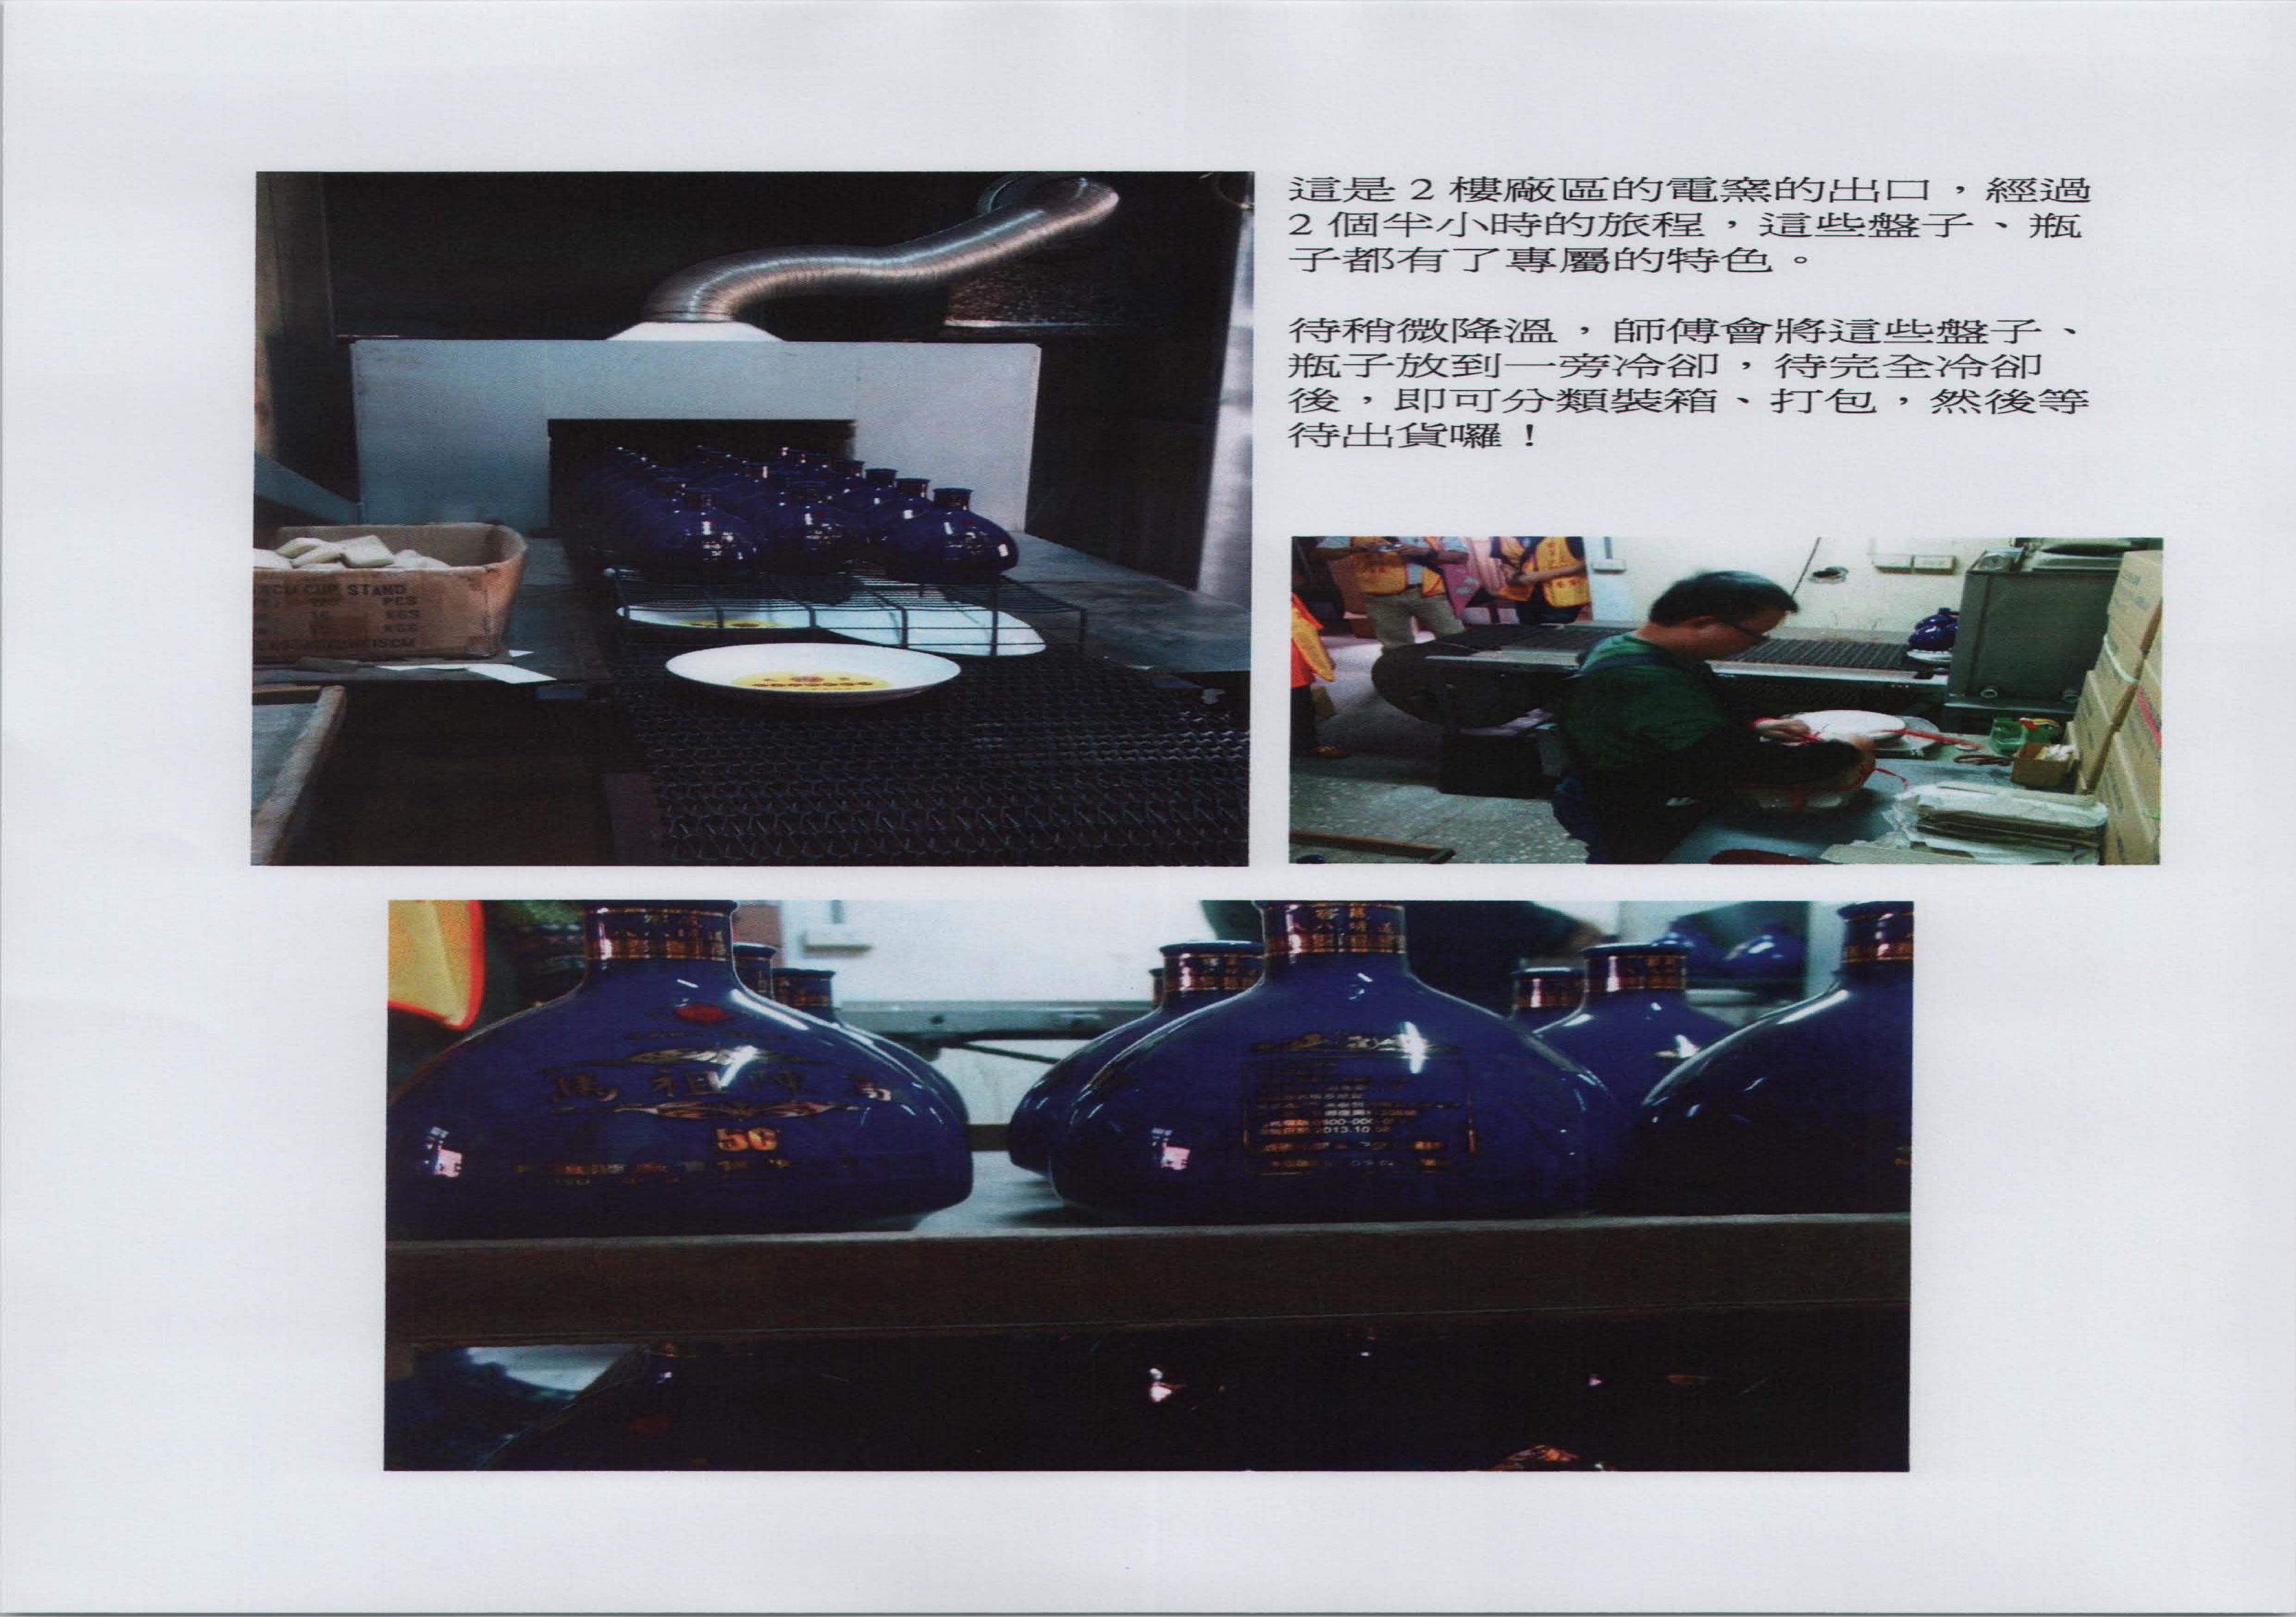 這是 2 樓廠區的電窯的出口，經過
2 個半小時的旅程，這些盤子、瓶
子都有了專屬的特色。
待稍微降溫，師傅會將這些盤子、
瓶子放到一旁冷卻，待完全冷卻
後，即可分類裝箱、打包，然後等
待出貨囉！
CUP STAND
PCS
KGS
KGS
馬祖陳高
2013.10